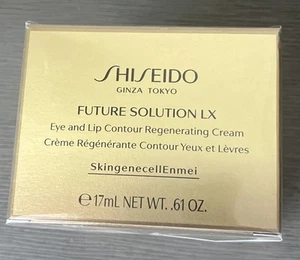 SHISEIDO
GINZA TOKYO
FUTURE SOLUTION LX
Eye and Lip Contour Regenerating Cream
Crème Régénérante Contour Yeux et Lèvres
SkingenecellEnmei
℮17mL NET WT. .61 OZ.